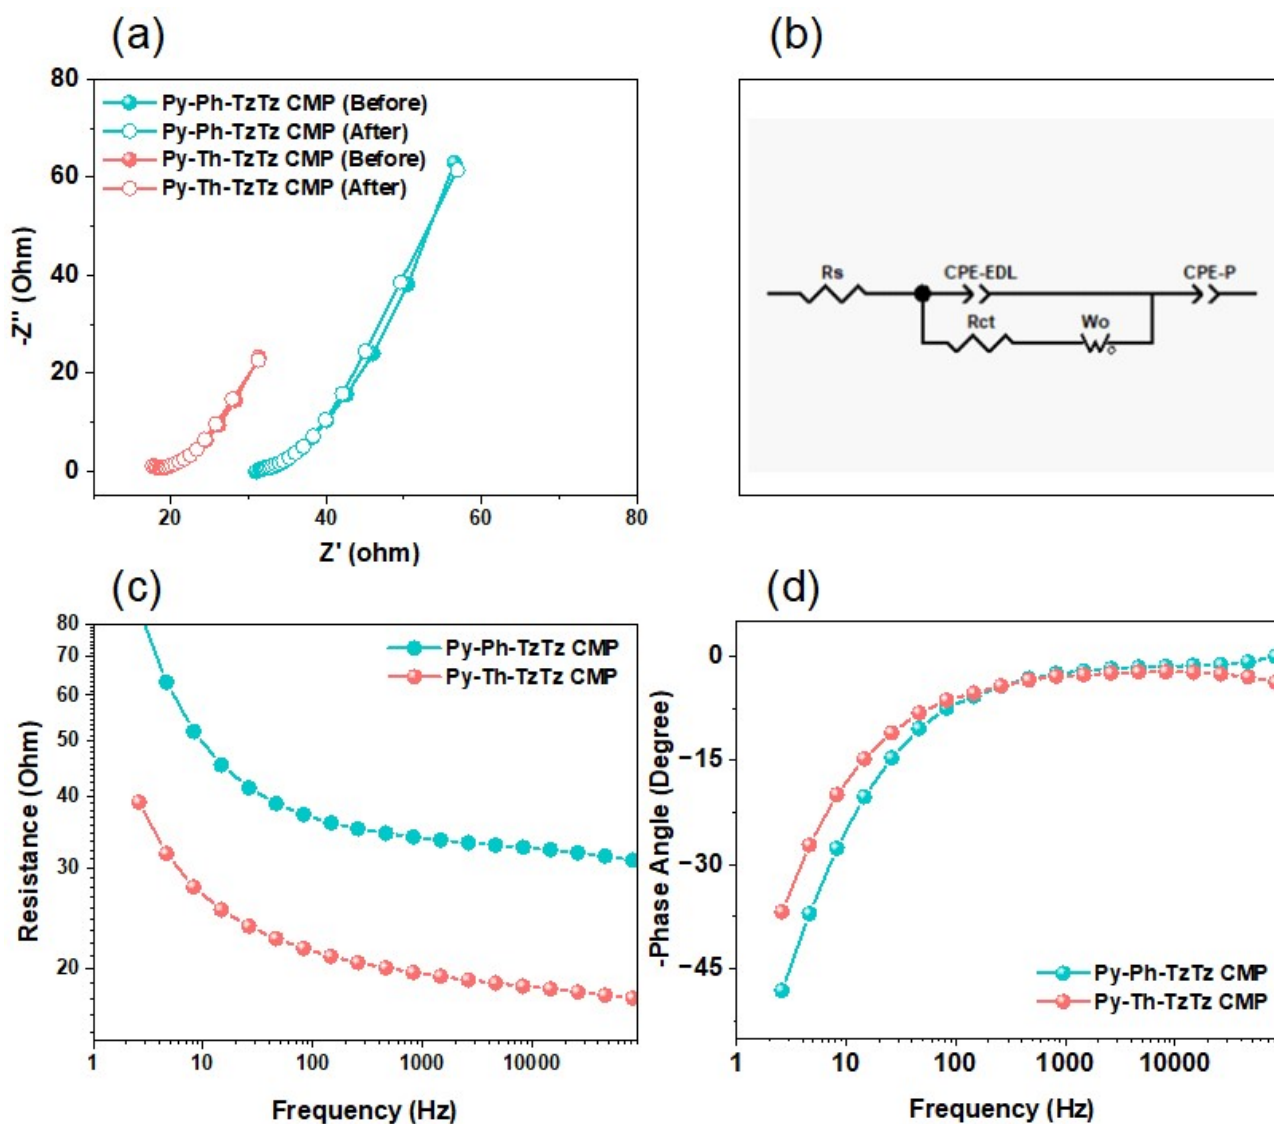 (a)
80
60
40
20
0
-Z" (Ohm)
Py-Ph-TzTz CMP (Before)
Py-Ph-TzTz CMP (After)
Py-Th-TzTz CMP (Before)
Py-Th-TzTz CMP (After)
20
40
60
80
Z' (ohm)
(b)
Rs
CPE-EDL
CPE-P
Rct
Wo
(c)
80
70
60
50
40
30
20
Resistance (Ohm)
Py-Ph-TzTz CMP
Py-Th-TzTz CMP
1
10
100
1000
10000
Frequency (Hz)
(d)
0
−15
−30
−45
-Phase Angle (Degree)
Py-Ph-TzTz CMP
Py-Th-TzTz CMP
1
10
100
1000
10000
Frequency (Hz)